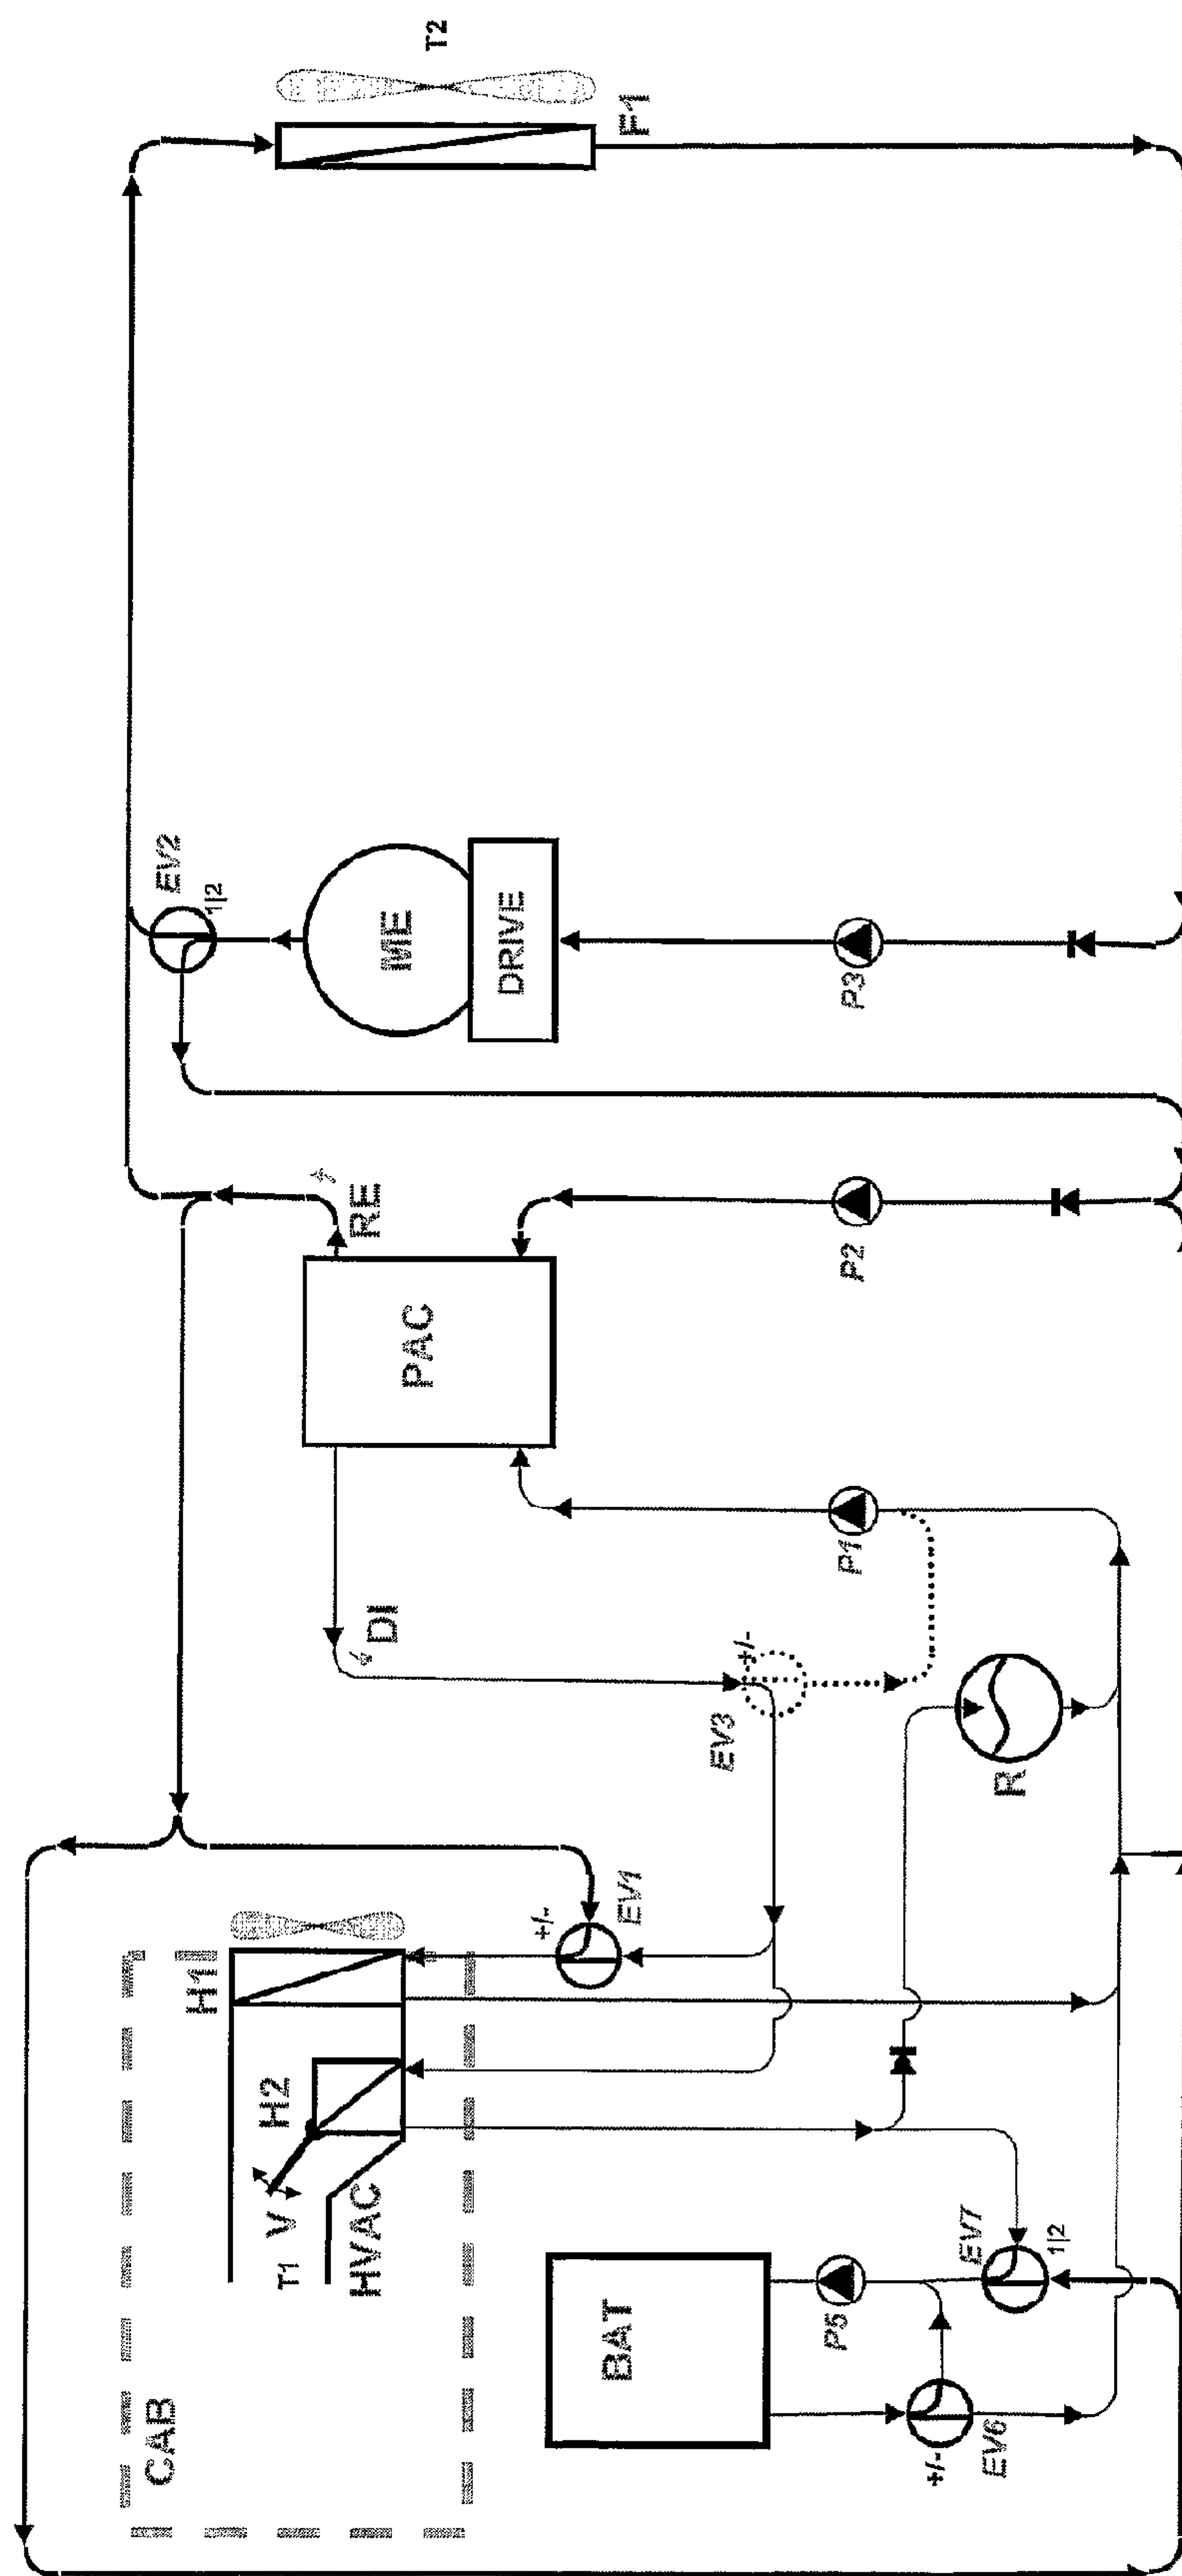 T2
F1
EV2
1|2
ME
DRIVE
P3
RE
PAC
P2
DI
P1
+/-
EV3
R
+/-
EV1
H1
H2
V
T1
HVAC
CAB
BAT
P5
EV7
1|2
+/-
EV6